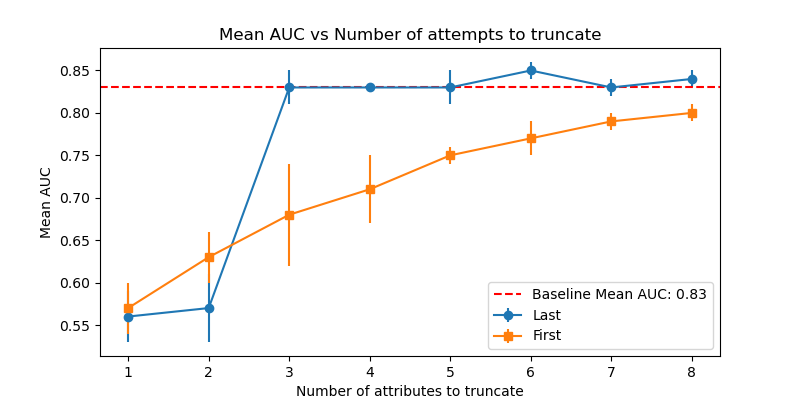 Mean AUC vs Number of attempts to truncate
Mean AUC
0.85
0.80
0.75
0.70
0.65
0.60
0.55
Baseline Mean AUC: 0.83
Last
First
1 2 3 4 5 6 7 8
Number of attributes to truncate